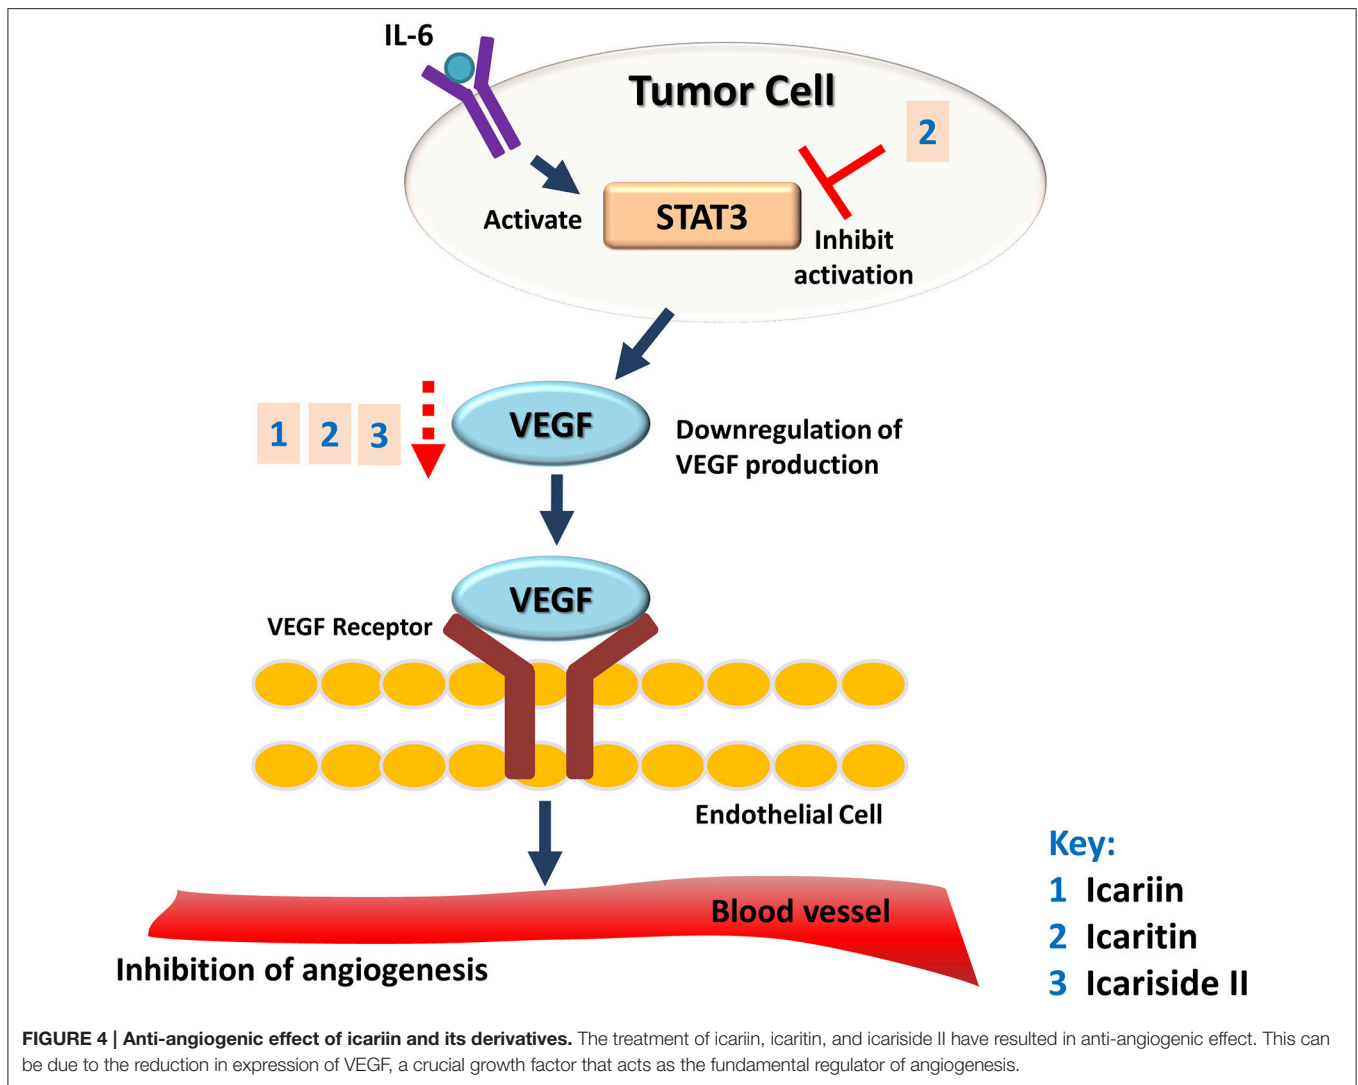 IL-6
Tumor Cell
2
Activate
STAT3
Inhibit
activation
1 2 3
VEGF
Downregulation of
VEGF production
VEGF
VEGF Receptor
Endothelial Cell
Blood vessel
Inhibition of angiogenesis
Key:
1 Icariin
2 Icaritin
3 Icariside II
FIGURE 4 | Anti-angiogenic effect of icariin and its derivatives. The treatment of icariin, icaritin, and icariside II have resulted in anti-angiogenic effect. This can
be due to the reduction in expression of VEGF, a crucial growth factor that acts as the fundamental regulator of angiogenesis.